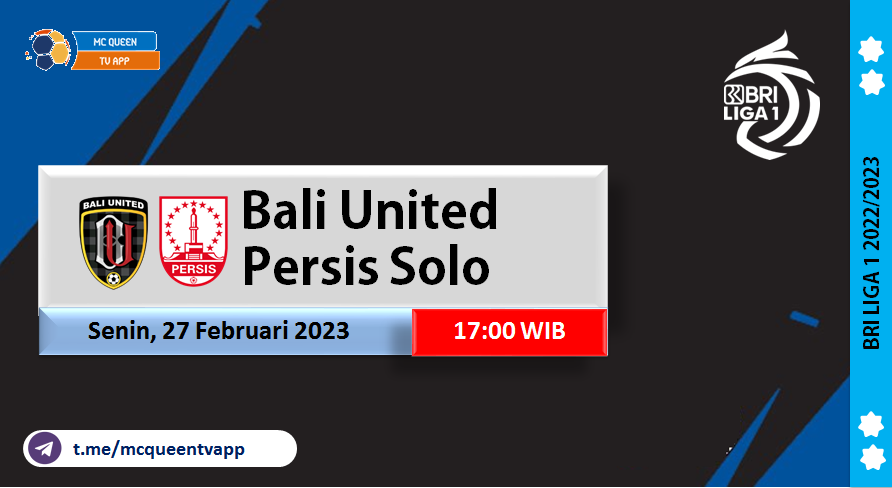 MC QUEEN
TV APP
BRI
LIGA 1
BALI UNITED
PERSIS
Bali United
Persis Solo
Senin, 27 Februari 2023
17:00 WIB
BRI LIGA 1 2022/2023
t.me/mcqueentvapp